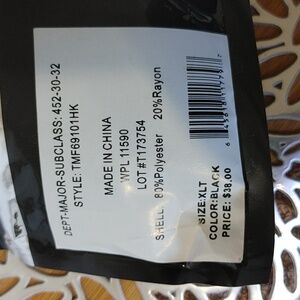 DEPT-MAJOR-SUBCLASS: 452-30-32
STYLE: TMF69101HK
MADE IN CHINA
WPL 11590
LOT #T173754
SHELL: 80%Polyester 20%Rayon
SIZE:XLT
COLOR:BLACK
PRICE: $38.00